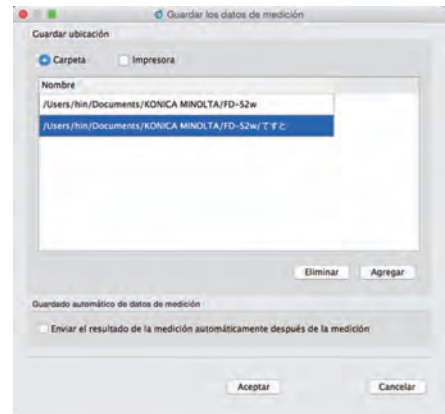 Guardar los datos de medición
Guardar ubicación
Carpeta Impresora
Nombre
/Users/hin/Documents/KONICA MINOLTA/FD-S2w
/Users/hin/Documents/KONICA MINOLTA/FD-S2w/てすと
Eliminar Agregar
Guardado automático de datos de medición
Enviar el resultado de la medición automáticamente después de la medición
Aceptar Cancelar